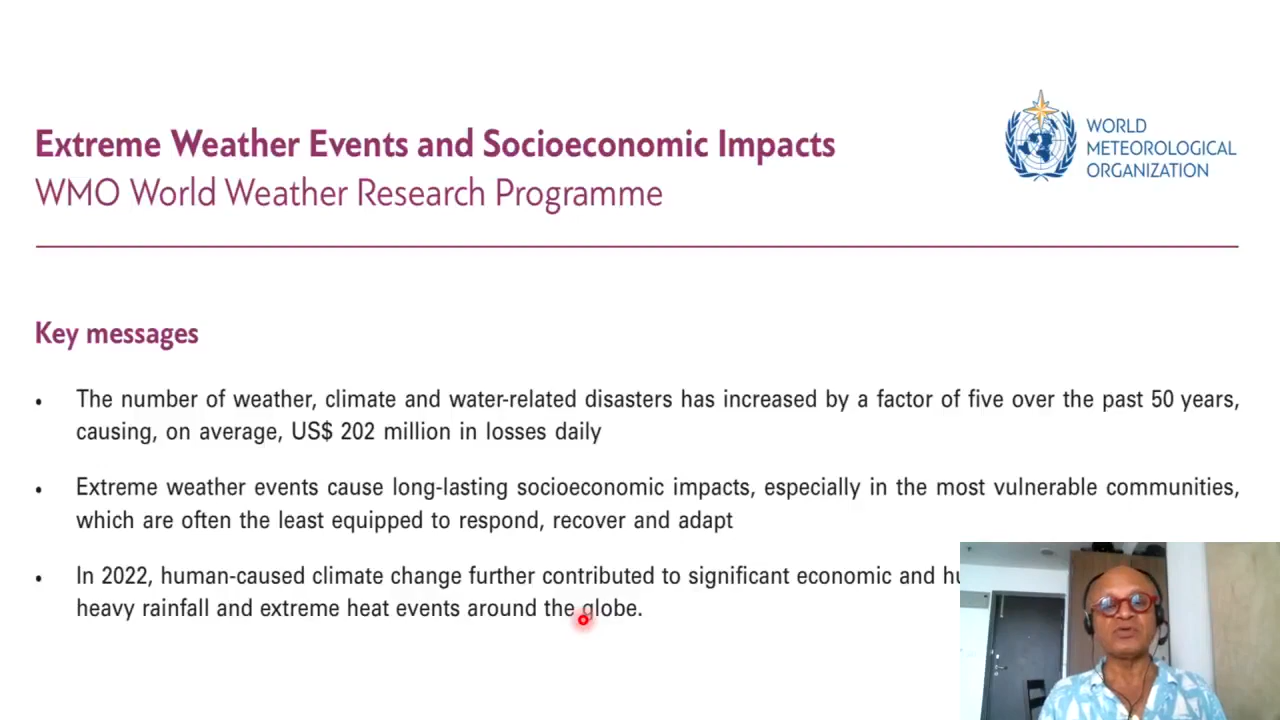 Extreme Weather Events and Socioeconomic Impacts
WMO World Weather Research Programme
WORLD
METEOROLOGICAL
ORGANIZATION
Key messages
• The number of weather, climate and water-related disasters has increased by a factor of five over the past 50 years,
causing, on average, US$ 202 million in losses daily
• Extreme weather events cause long-lasting socioeconomic impacts, especially in the most vulnerable communities,
which are often the least equipped to respond, recover and adapt
• In 2022, human-caused climate change further contributed to significant economic and
heavy rainfall and extreme heat events around the globe.